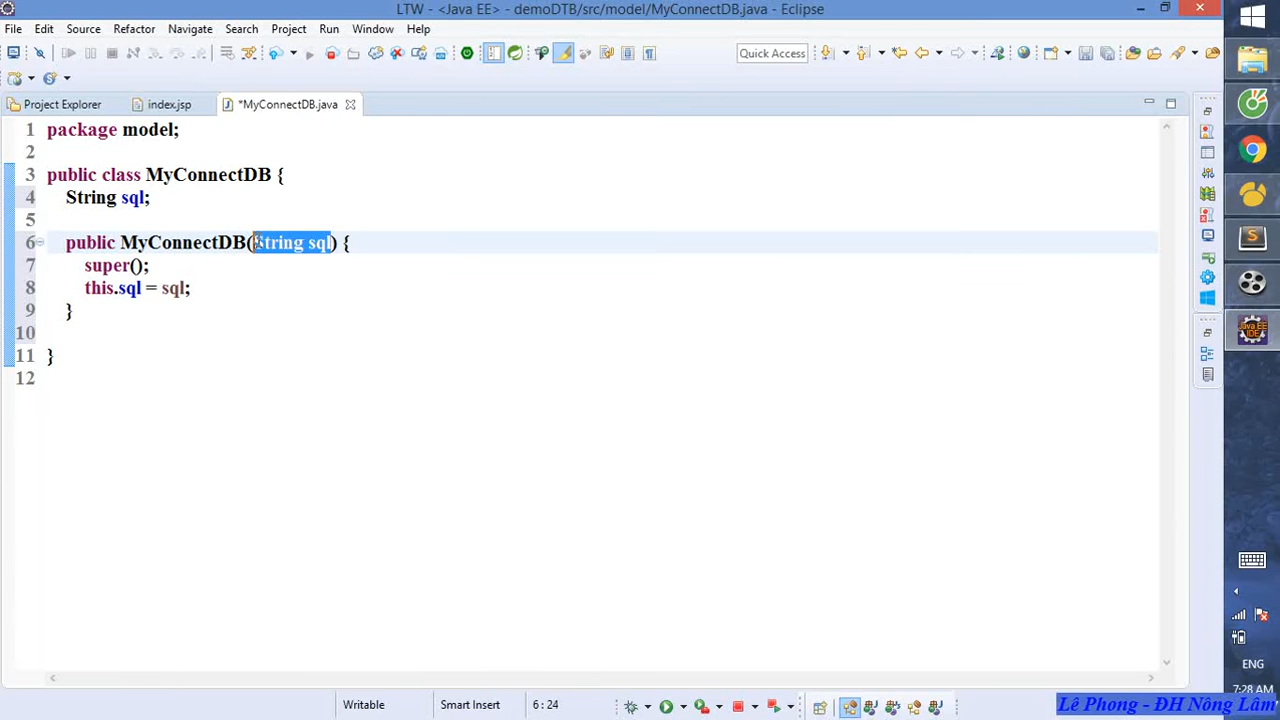 LTW - <Java EE> - demoDTB/src/model/MyConnectDB.java - Eclipse
File Edit Source Refactor Navigate Search Project Run Window Help
Quick Access
Project Explorer index.jsp *MyConnectDB.java
1 package model;
2
3 public class MyConnectDB {
4 String sql;
5
6 public MyConnectDB(String sql) {
7 super();
8 this.sql = sql;
9 }
10
11 }
12
Java EE IDE
ENG
7:28 AM
Writable Smart Insert 6 : 24
Lê Phong - ĐH Nông Lâm